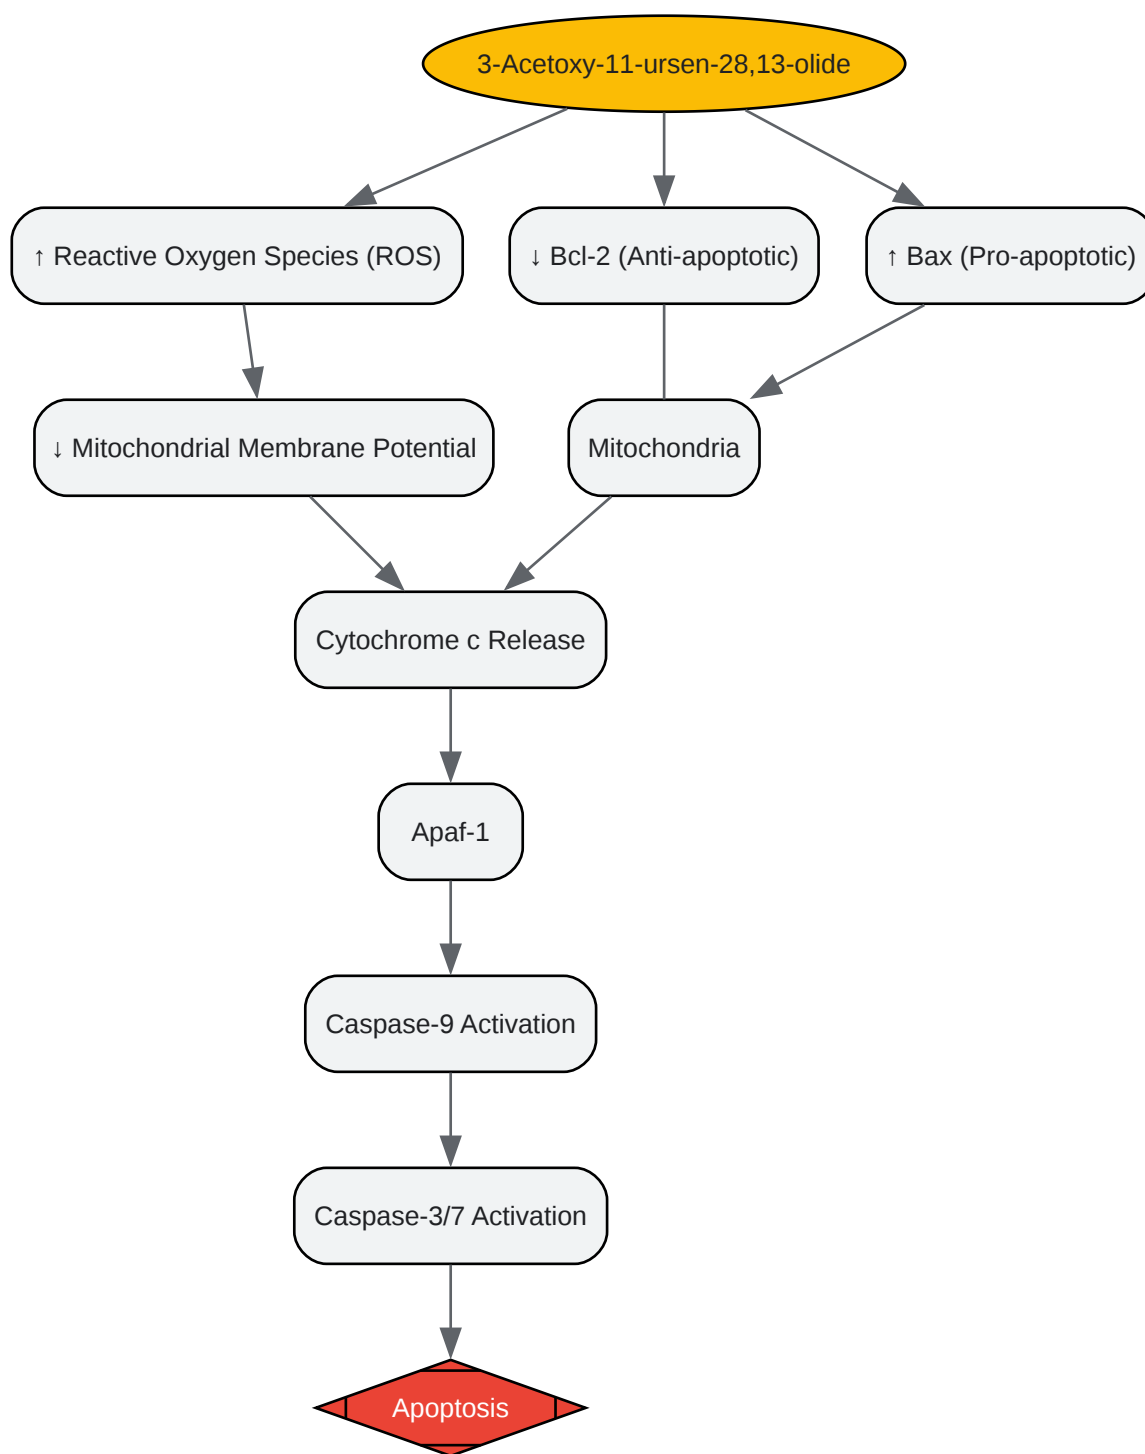 3-Acetoxy-11-ursen-28,13-olide
↑ Reactive Oxygen Species (ROS)
↓ Bcl-2 (Anti-apoptotic)
↑ Bax (Pro-apoptotic)
↓ Mitochondrial Membrane Potential
Mitochondria
Cytochrome c Release
Apaf-1
Caspase-9 Activation
Caspase-3/7 Activation
Apoptosis